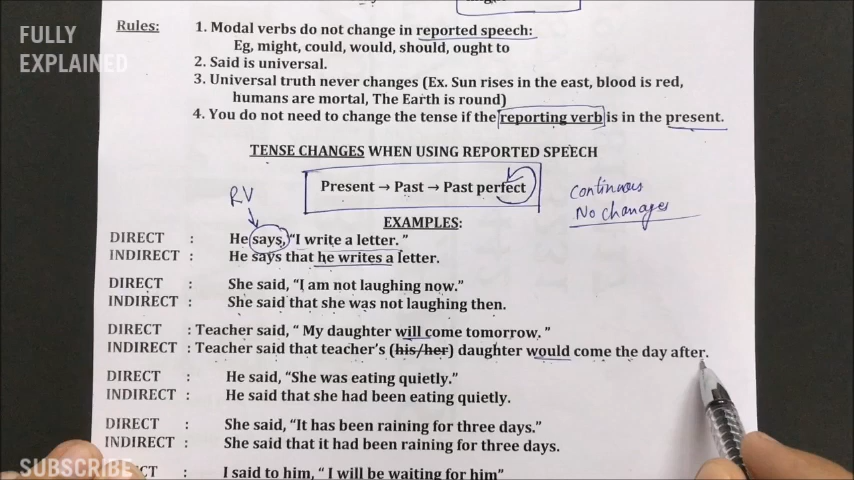 FULLY
EXPLAINED
Rules:
1. Modal verbs do not change in reported speech:
Eg, might, could, would, should, ought to
2. Said is universal.
3. Universal truth never changes (Ex. Sun rises in the east, blood is red,
humans are mortal, The Earth is round)
4. You do not need to change the tense if the reporting verb is in the present.
TENSE CHANGES WHEN USING REPORTED SPEECH
Present → Past → Past perfect
continuous
No changes
RV
EXAMPLES:
DIRECT : He says, “I write a letter. ”
INDIRECT : He says that he writes a letter.
DIRECT : She said, “I am not laughing now.”
INDIRECT : She said that she was not laughing then.
DIRECT : Teacher said, “ My daughter will come tomorrow. ”
INDIRECT : Teacher said that teacher’s (his/her) daughter would come the day after.
DIRECT : He said, “She was eating quietly.”
INDIRECT : He said that she had been eating quietly.
DIRECT : She said, “It has been raining for three days.”
INDIRECT : She said that it had been raining for three days.
SUBSCRIBE
: I said to him, “ I will be waiting for him”